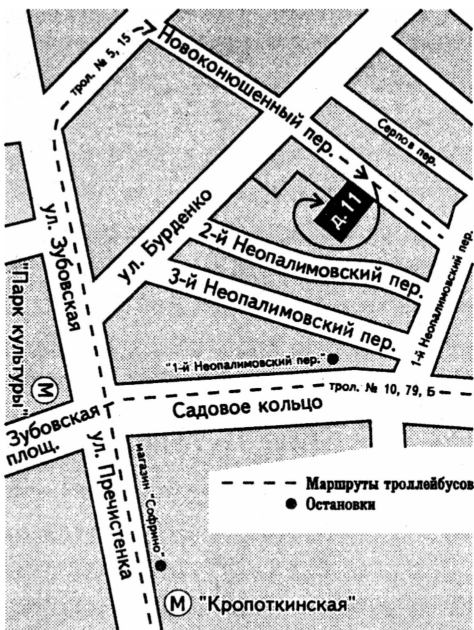 трол. № 5, 15
Новоконюшенный пер.
Серпов пер.
д.11
1-й Неопалимовский пер.
ул. Бурденко
2-й Неопалимовский пер.
3-й Неопалимовский пер.
ул. Зубовская
"Парк культуры"
М
"1-й Неопалимовский пер."
трол. № 10, 79, Б
Садовое кольцо
Зубовская
площ.
ул. Пречистенка
магазин "Софрино"
Маршруты троллейбусов
Остановки
М "Кропоткинская"